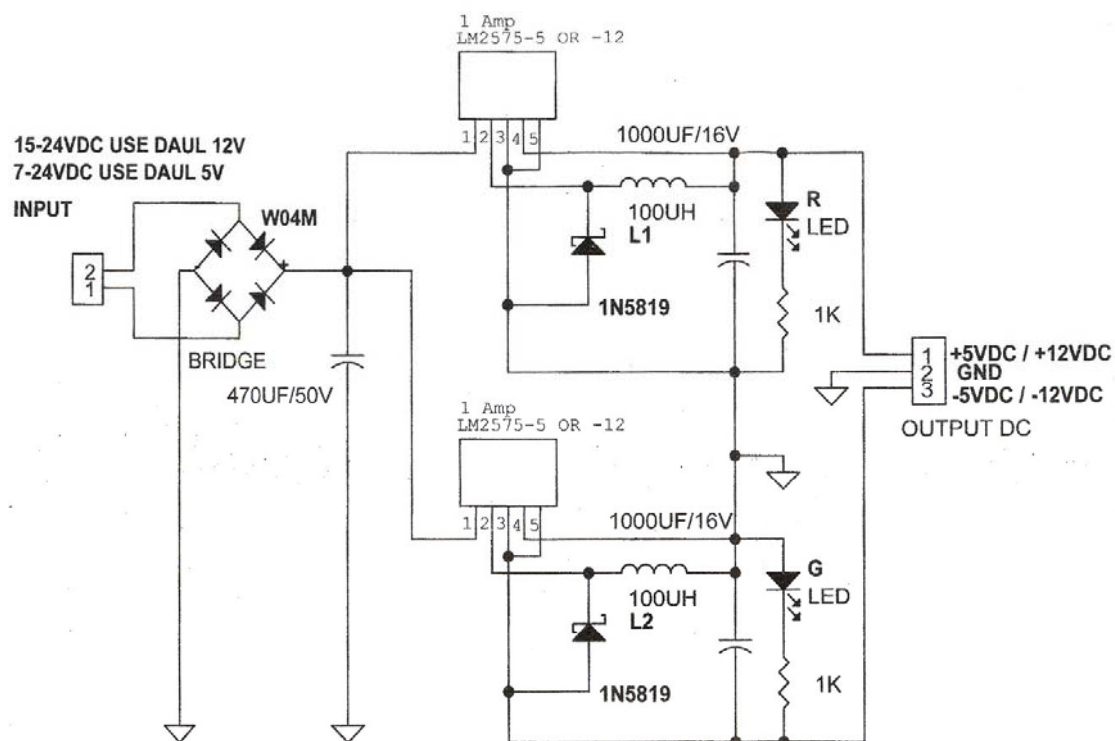 1 Amp
LM2575-5 OR -12
1 2 3 4 5
15-24VDC USE DAUL 12V
7-24VDC USE DAUL 5V
INPUT
2
1
W04M
-
+
BRIDGE
470UF/50V
1000UF/16V
100UH
L1
1N5819
R
LED
1K
1
2
3
+5VDC / +12VDC
GND
-5VDC / -12VDC
OUTPUT DC
1 Amp
LM2575-5 OR -12
1 2 3 4 5
1000UF/16V
100UH
L2
1N5819
G
LED
1K